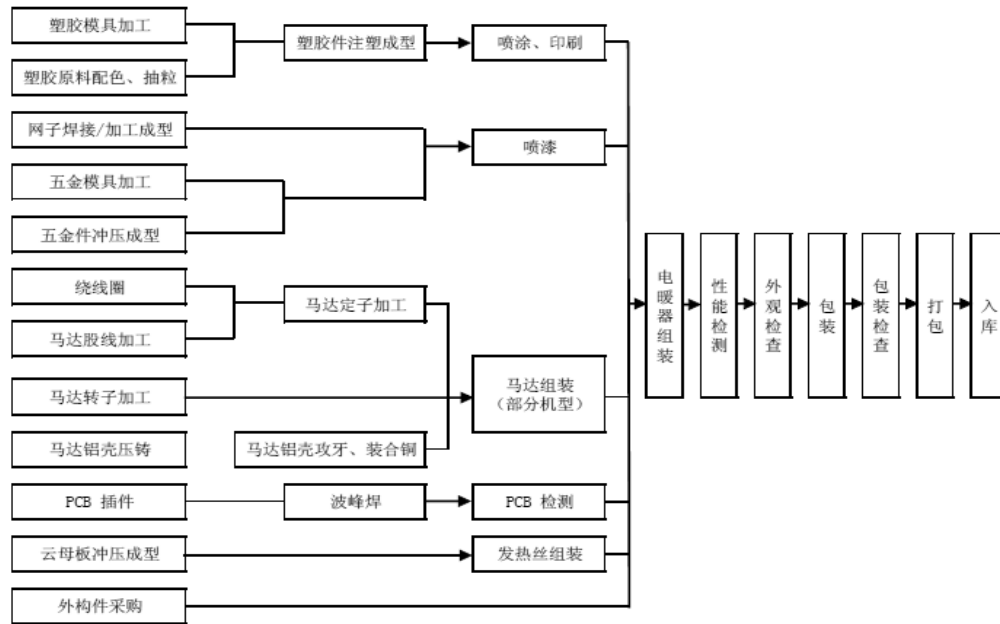 塑胶模具加工
塑胶件注塑成型
喷涂、印刷
塑胶原料配色、抽粒
网子焊接/加工成型
喷漆
五金模具加工
五金件冲压成型
绕线圈
马达定子加工
马达股线加工
马达转子加工
马达组装
（部分机型）
马达铝壳压铸
马达铝壳攻牙、装合铜
PCB 插件
波峰焊
PCB 检测
云母板冲压成型
发热丝组装
外构件采购
电暖器组装
性能检测
外观检查
包装
包装检查
打包
入库